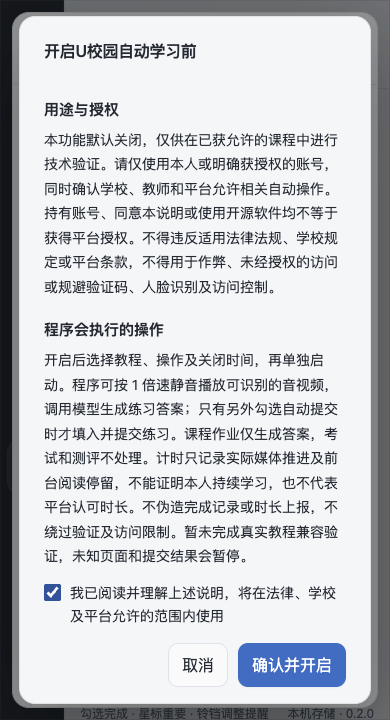 开启U校园自动学习前
用途与授权
本功能默认关闭，仅供在已获允许的课程中进行
技术验证。请仅使用本人或明确获授权的账号，
同时确认学校、教师和平台允许相关自动操作。
持有账号、同意本说明或使用开源软件均不等于
获得平台授权。不得违反适用法律法规、学校规
定或平台条款，不得用于作弊、未经授权的访问
或规避验证码、人脸识别及访问控制。
程序会执行的操作
开启后选择教程、操作及关闭时间，再单独启
动。程序可按 1 倍速静音播放可识别的音视频，
调用模型生成练习答案；只有另外勾选自动提交
时才填入并提交练习。课程作业仅生成答案，考
试和测评不处理。计时只记录实际媒体推进及前
台阅读停留，不能证明本人持续学习，也不代表
平台认可时长。不伪造完成记录或时长上报，不
绕过验证及访问限制。暂未完成真实教程兼容验
证，未知页面和提交结果会暂停。
我已阅读并理解上述说明，将在法律、学校
及平台允许的范围内使用
取消
确认并开启
勾选完成 · 星标重要 · 铃铛调整提醒 本机存储 · 0.2.0